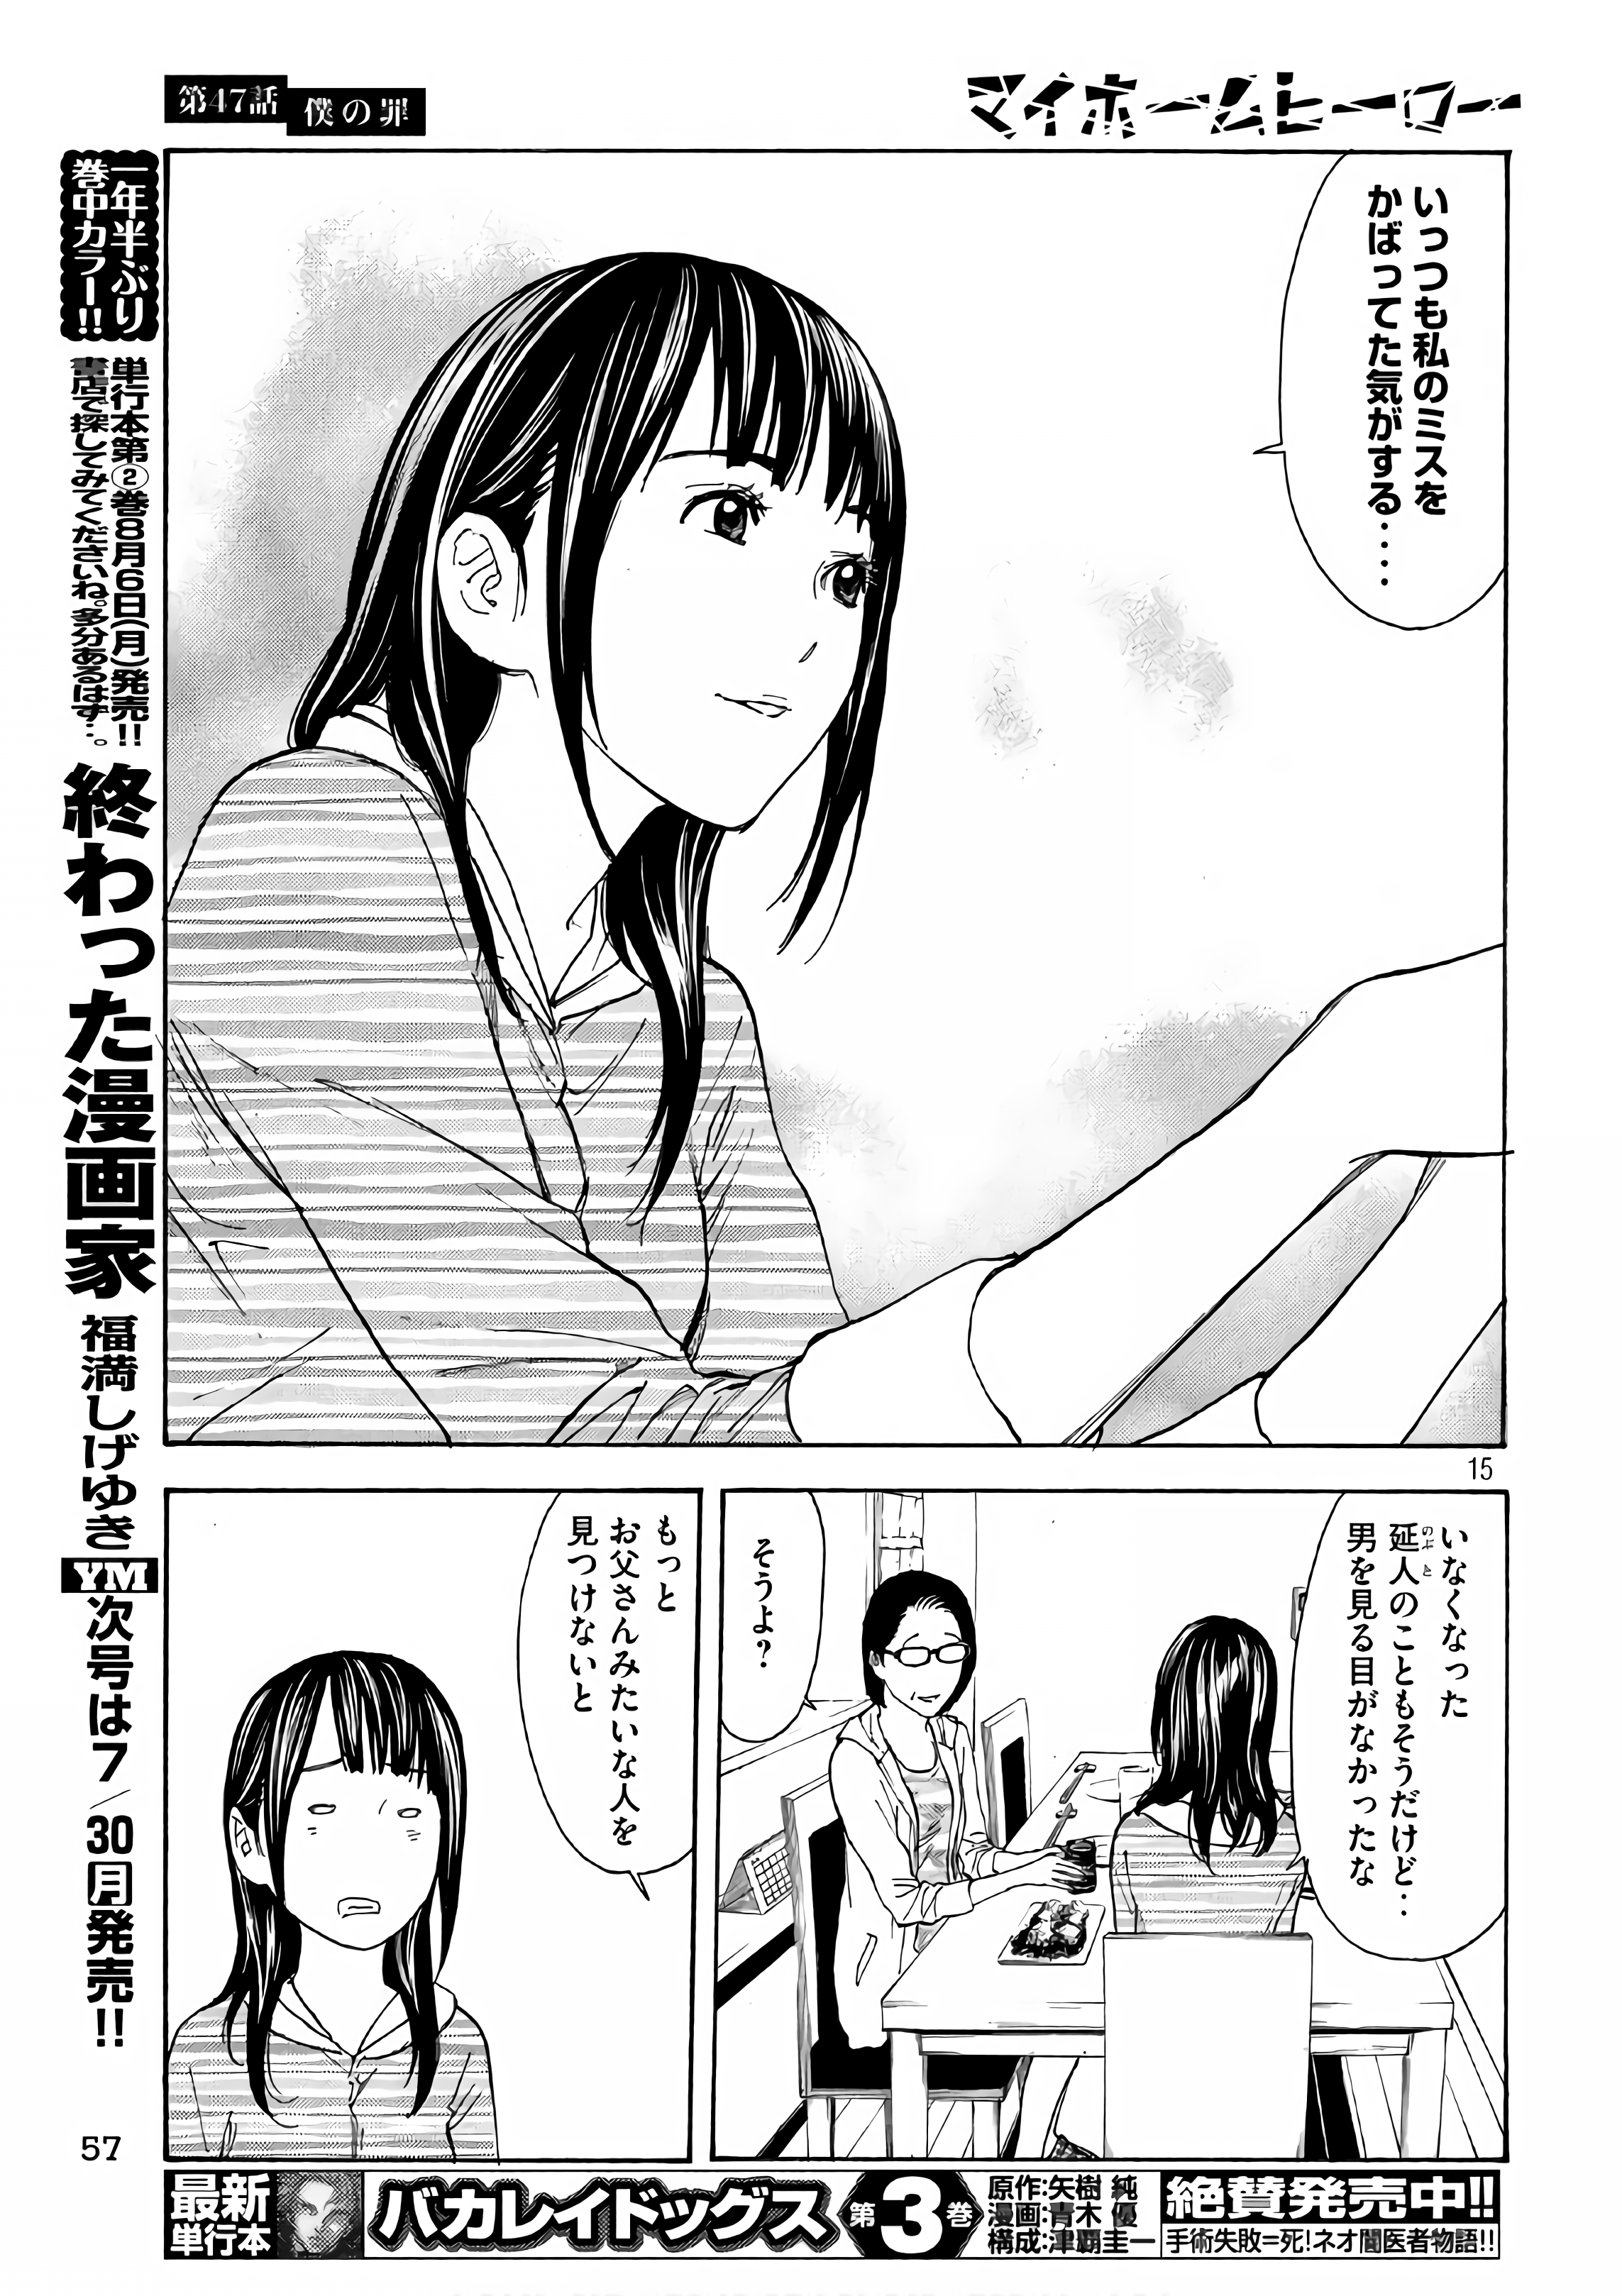 第47話
僕の罪
マイホームヒーロー
いっつも私のミスを
かばってた気がする‥‥
15
いなくなった
延人のこともそうだけど‥
のぶと
男を見る目がなかったな
そうよ?
もっと
お父さんみたいな人を
見つけないと
一年半ぶり
巻中カラー!!
単行本第②巻8月6日(月)発売!!
書店で探してみてくださいね。多分あるはず…。
終わった漫画家
福満しげゆき
YM
次号は7/30月発売!!
57
最新
単行本
バカレイドッグス
第3巻
原作:矢樹 純
漫画:青木 優
構成:津覇圭一
絶賛発売中!!
手術失敗=死!ネオ闇医者物語!!